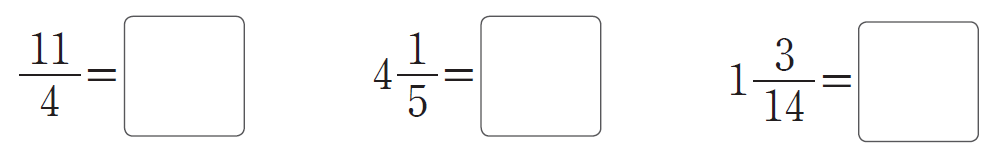 11/4 = 
4 1/5 = 
1 3/14 =